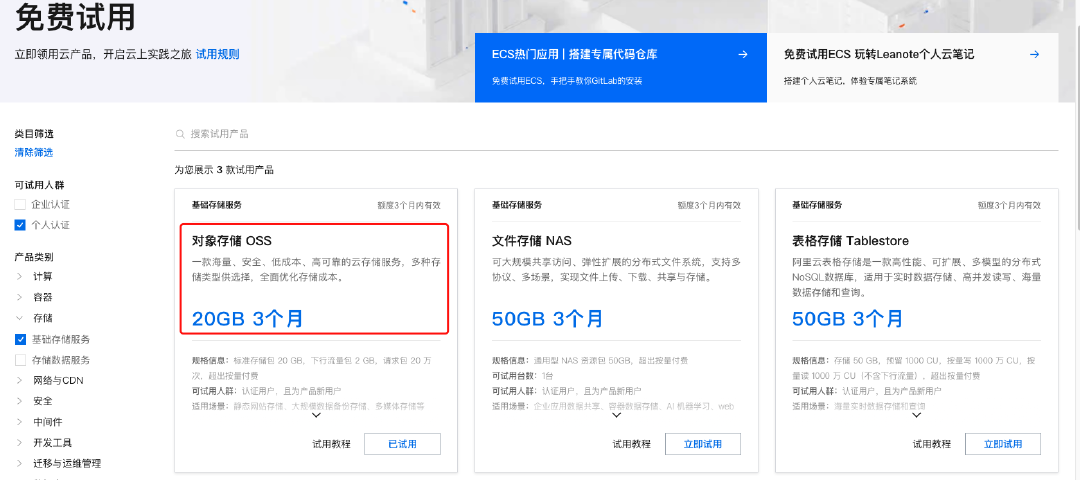 免费试用
立即领用云产品，开启云上实践之旅 试用规则
ECS热门应用 | 搭建专属代码仓库 →
免费试用ECS，手把手教你GitLab的安装
免费试用ECS 玩转Leanote个人云笔记 →
搭建个人云笔记，体验专属笔记系统
类目筛选
清除筛选
可试用人群
企业认证
个人认证
产品类别
计算
容器
存储
基础存储服务
存储数据服务
网络与CDN
安全
中间件
开发工具
迁移与运维管理
搜索试用产品
为您展示 3 款试用产品
基础存储服务 额度3个月内有效
对象存储 OSS
一款海量、安全、低成本、高可靠的云存储服务，多种存
储类型供选择，全面优化存储成本。
20GB 3个月
规格信息：标准存储包 20 GB，下行流量包 2 GB，请求包 20 万
次，超出按量付费
可试用人群：认证用户，且为产品新用户
适用场景：静态网站存储、大规模数据备份存储、多媒体存储等
试用教程 已试用
基础存储服务 额度3个月内有效
文件存储 NAS
可大规模共享访问、弹性扩展的分布式文件系统，支持多
协议、多场景，实现文件上传、下载、共享与存储。
50GB 3个月
规格信息：通用型 NAS 资源包 50GB，超出按量付费
可试用台数：1台
可试用人群：认证用户，且为产品新用户
适用场景：企业应用数据共享、容器数据存储、AI 机器学习、web
试用教程 立即试用
基础存储服务 额度3个月内有效
表格存储 Tablestore
阿里云表格存储是一款高性能、可扩展、多模型的分布式
NoSQL数据库，适用于实时数据存储、高并发读写、海量
数据存储和查询。
50GB 3个月
规格信息：存储 50 GB，预留 1000 CU，按量写 1000 万 CU，按
量读 1000 万 CU（不含下行流量），超出按量付费
可试用人群：认证用户，且为产品新用户
适用场景：海量实时数据存储和查询
试用教程 立即试用